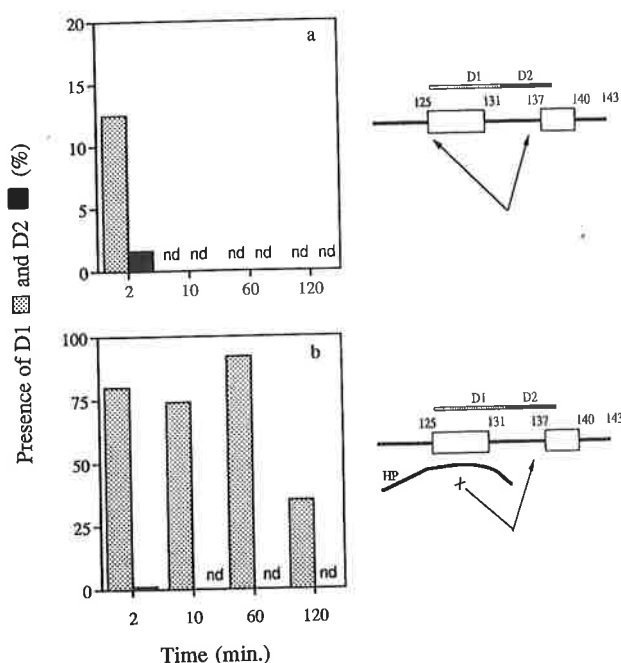 Presence of D1 and D2 (%)
20
15
10
5
0
a
nd nd nd nd nd nd
2 10 60 120
D1 D2
125 131 137 140 143
100
75
50
25
0
b
nd nd nd
2 10 60 120
Time (min.)
D1 D2
125 131 137 140 143
HP
X